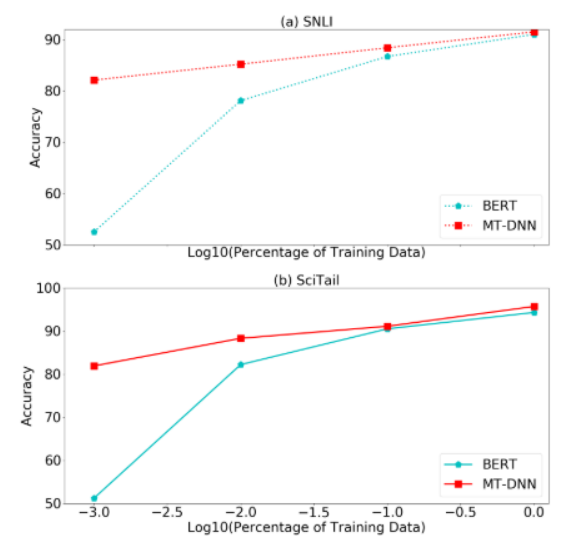 (a) SNLI
90
80
70
60
50
Accuracy
BERT
MT-DNN
Log10(Percentage of Training Data)
(b) SciTail
100
90
80
70
60
50
Accuracy
BERT
MT-DNN
−3.0 −2.5 −2.0 −1.5 −1.0 −0.5 0.0
Log10(Percentage of Training Data)